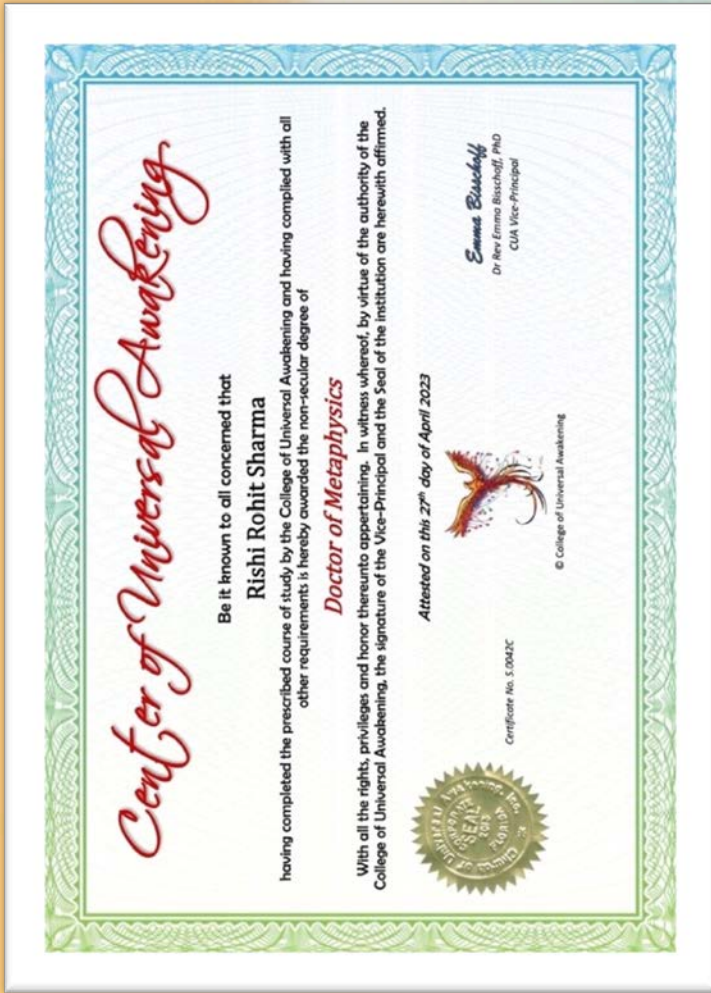 Center of Universal Awakening
Be it known to all concerned that
Rishi Rohit Sharma
having completed the prescribed course of study by the College of Universal Awakening and having complied with all
other requirements is hereby awarded the non-secular degree of
Doctor of Metaphysics
With all the rights, privileges and honor thereunto appertaining. In witness whereof, by virtue of the authority of the
College of Universal Awakening, the signature of the Vice-Principal and the Seal of the institution are herewith affirmed.
Attested on this 27th day of April 2023
Emma Bisschoff
Dr Rev Emma Bisschoff, PhD
CUA Vice-Principal
Certificate No. S.0042C
© College of Universal Awakening
Universal Awakening, Inc.
SEAL
FLORIDA